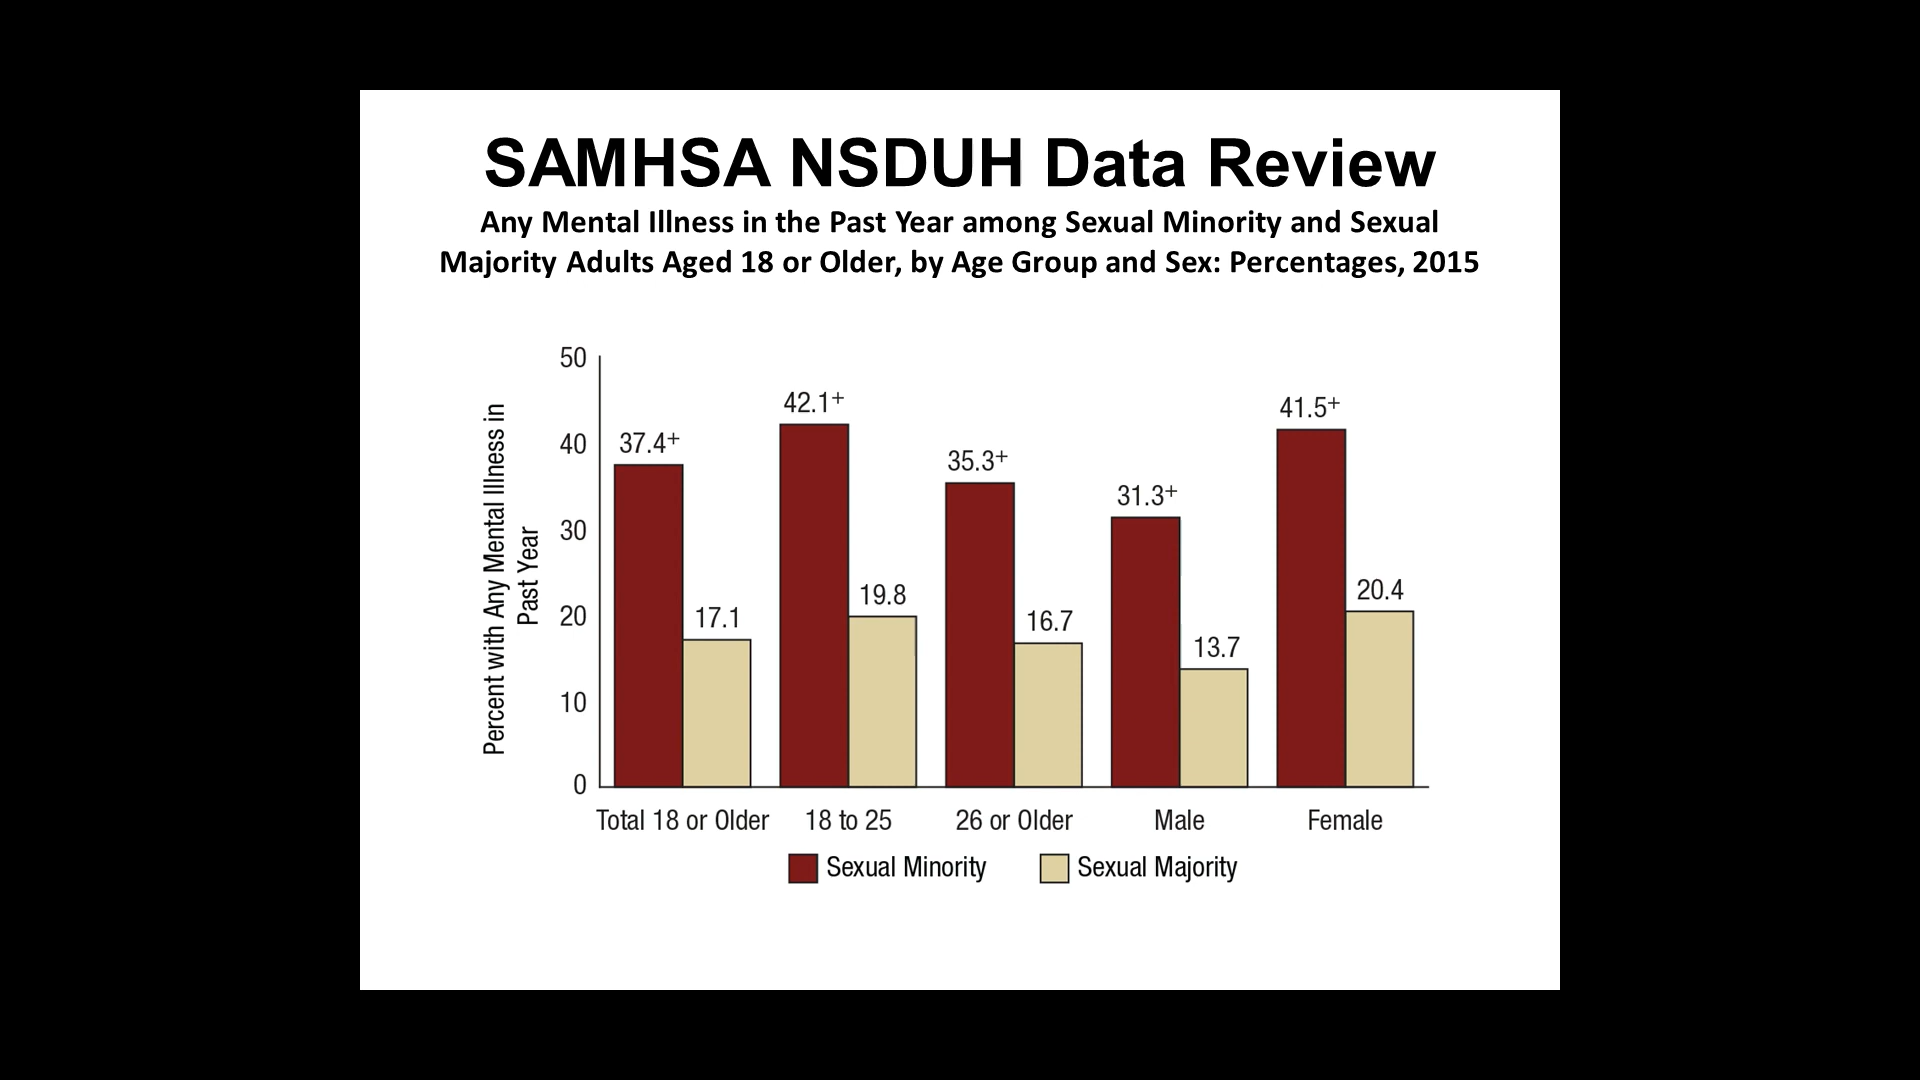 SAMHSA NSDUH Data Review
Any Mental Illness in the Past Year among Sexual Minority and Sexual
Majority Adults Aged 18 or Older, by Age Group and Sex: Percentages, 2015
Percent with Any Mental Illness in
Past Year
50
40
30
20
10
0
37.4+
17.1
42.1+
19.8
35.3+
16.7
31.3+
13.7
41.5+
20.4
Total 18 or Older
18 to 25
26 or Older
Male
Female
Sexual Minority
Sexual Majority